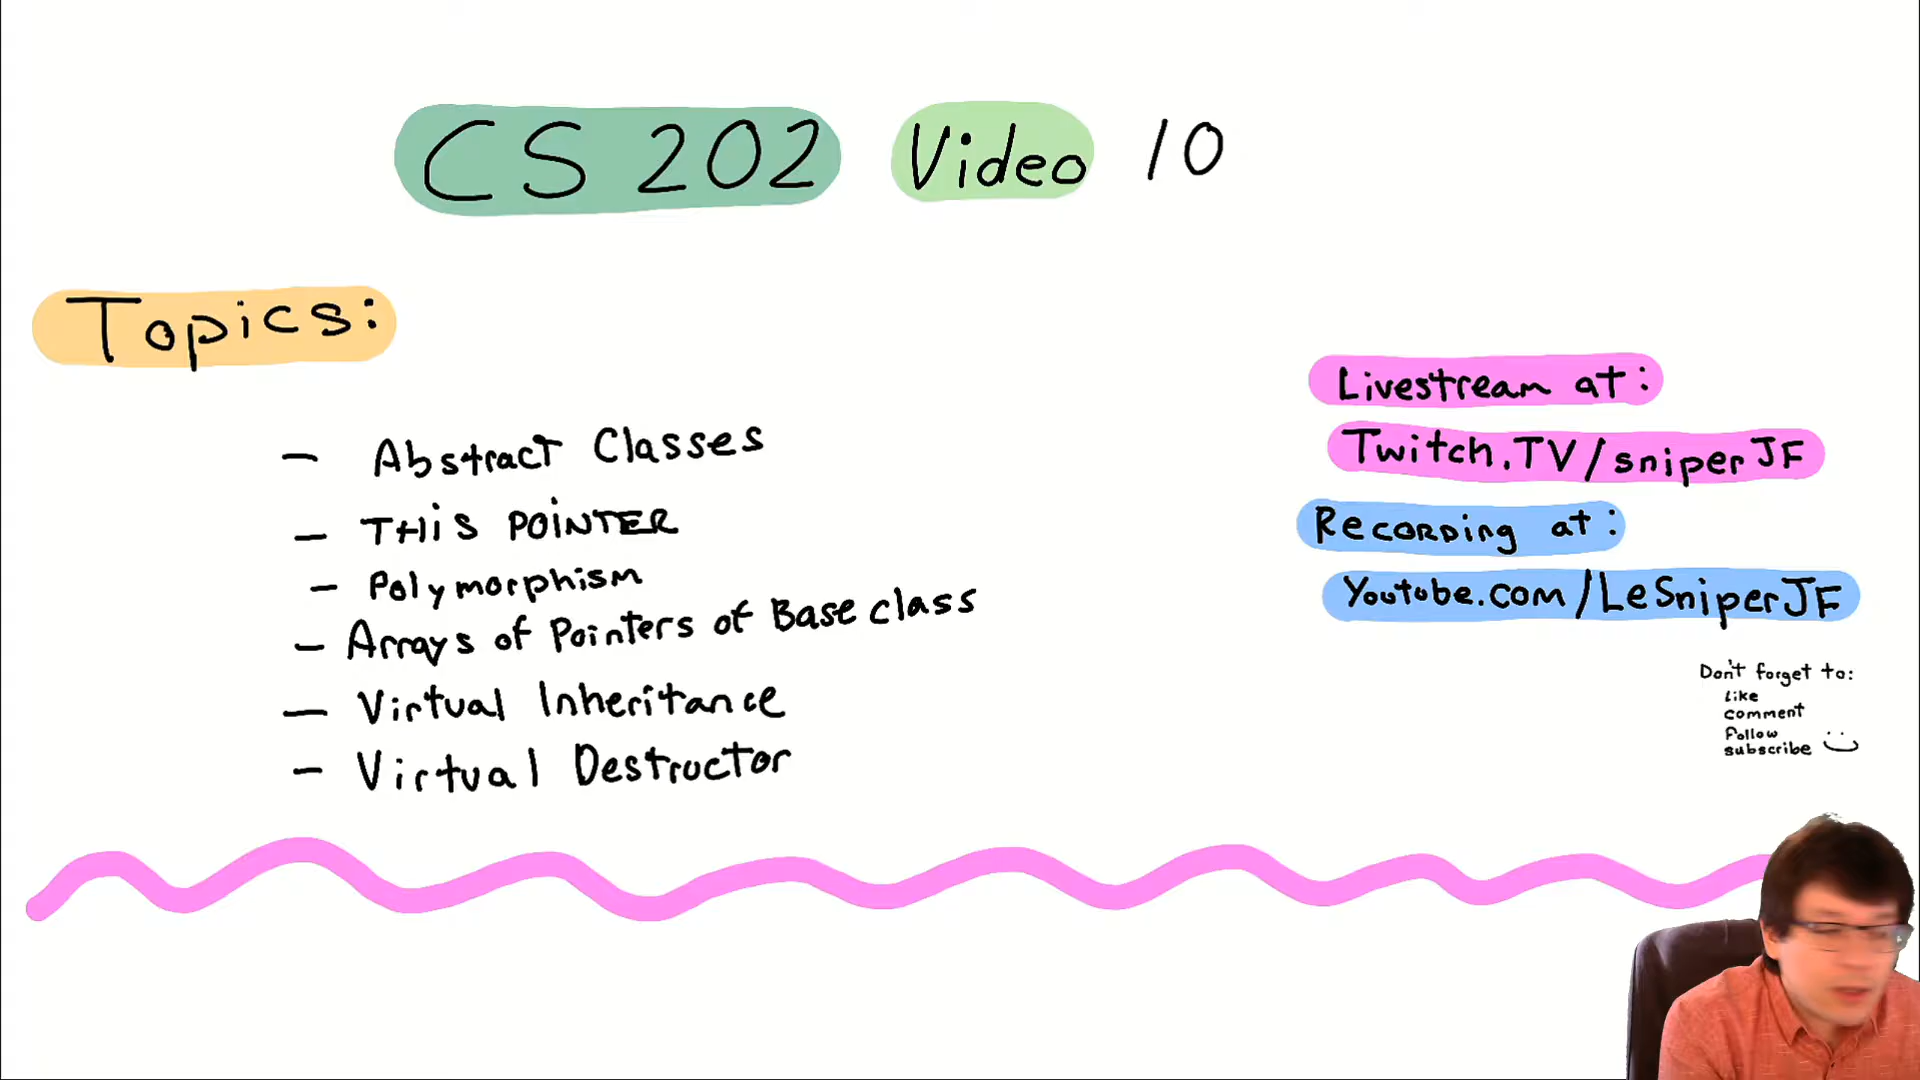 CS 202 Video 10
Topics:
- Abstract Classes
- THiS POiNTER
- Polymorphism
- Arrays of Pointers of Base class
- Virtual Inheritance
- Virtual Destructor
Livestream at:
Twitch.TV/sniperJF
Recording at:
Youtube.com/LeSniperJF
Don't forget to:
Like
comment
Follow
subscribe